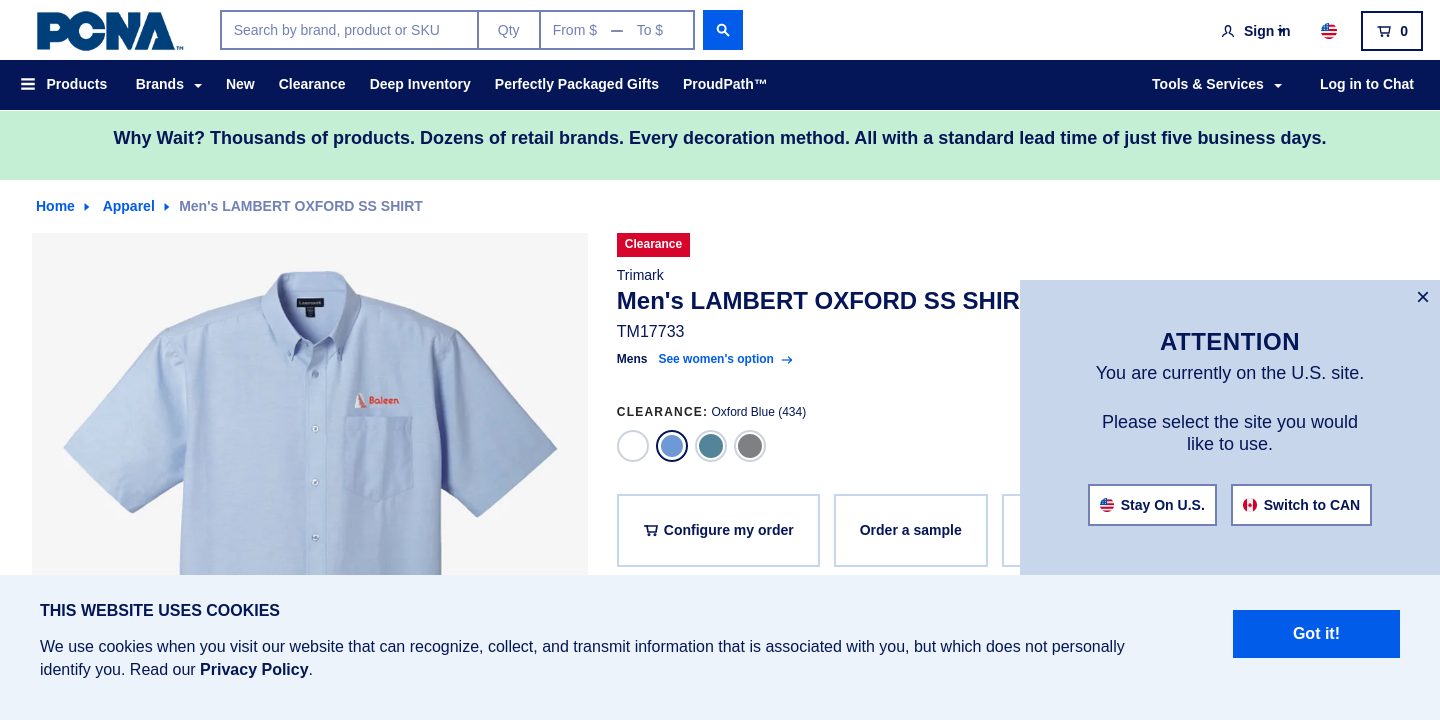 PCNA™
Search by brand, product or SKU
Qty
From $ — To $
Sign in
0
Products
Brands
New
Clearance
Deep Inventory
Perfectly Packaged Gifts
ProudPath™
Tools & Services
Log in to Chat
Why Wait? Thousands of products. Dozens of retail brands. Every decoration method. All with a standard lead time of just five business days.
Home
Apparel
Men's LAMBERT OXFORD SS SHIRT
Baleen
Clearance
Trimark
Men's LAMBERT OXFORD SS SHIR
TM17733
Mens See women's option
CLEARANCE: Oxford Blue (434)
Configure my order
Order a sample
×
ATTENTION
You are currently on the U.S. site.
Please select the site you would
like to use.
Stay On U.S.
Switch to CAN
THIS WEBSITE USES COOKIES
We use cookies when you visit our website that can recognize, collect, and transmit information that is associated with you, but which does not personally
identify you. Read our Privacy Policy.
Got it!